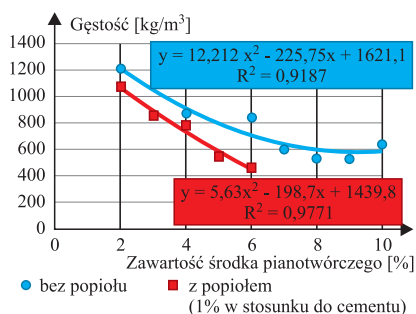 Gęstość [kg/m³]
1400
1200
1000
800
600
400
200
0
y = 12,212 x² - 225,75x + 1621,1
R² = 0,9187
y = 5,63x² - 198,7x + 1439,8
R² = 0,9771
0 2 4 6 8 10
Zawartość środka pianotwórczego [%]
bez popiołu
z popiołem
(1% w stosunku do cementu)